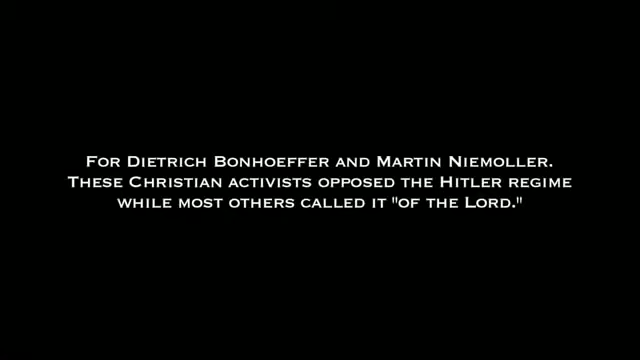 For Dietrich Bonhoeffer and Martin Niemoller.
These Christian activists opposed the Hitler regime
while most others called it "of the Lord."